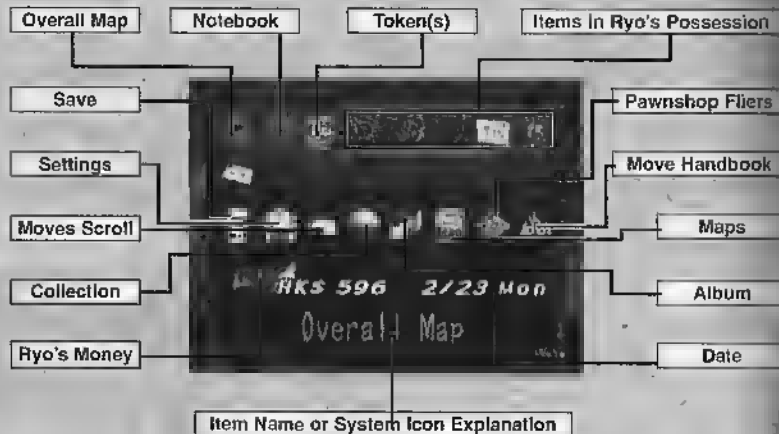 Overall Map
Notebook
Token(s)
Items in Ryo's Possession
Save
Pawnshop Fliers
Settings
Move Handbook
Moves Scroll
Maps
Collection
Album
HK$ 596 2/23 Mon
Overall Map
Ryo's Money
Date
Item Name or System Icon Explanation